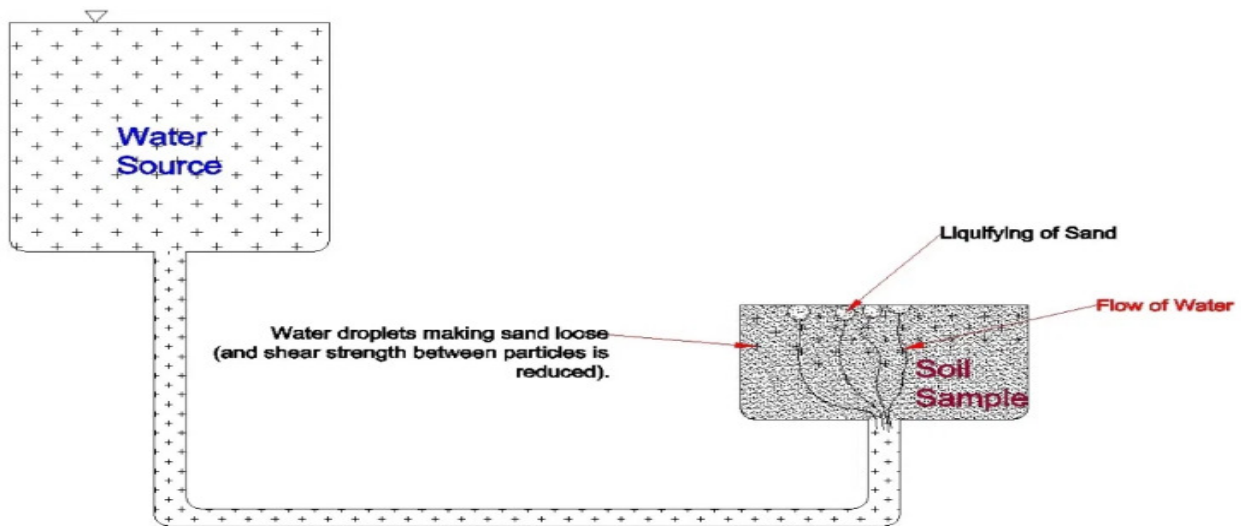 Water
Source
Liquifying of Sand
Flow of Water
Water droplets making sand loose
(and shear strength between particles is
reduced).
Soil
Sample